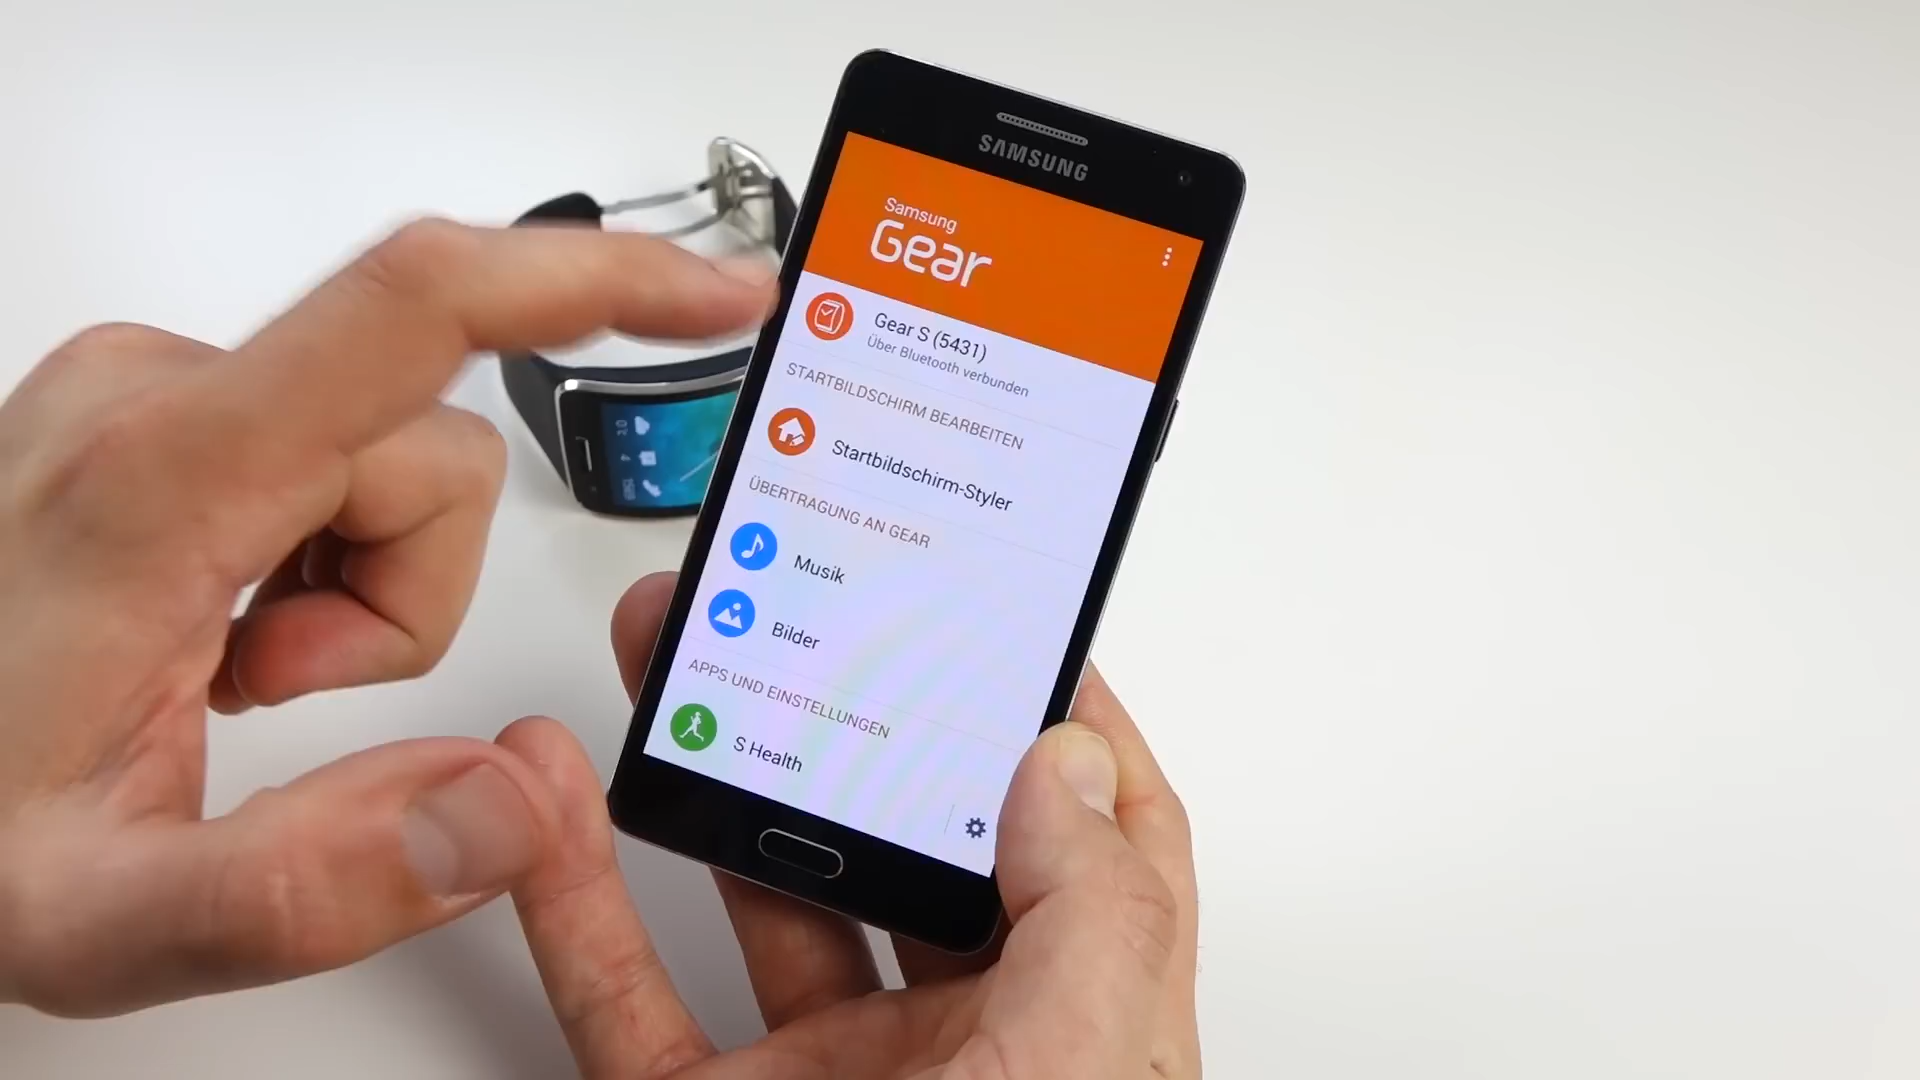 SAMSUNG
Samsung
Gear
Gear S (5431)
Über Bluetooth verbunden
STARTBILDSCHIRM BEARBEITEN
Startbildschirm-Styler
ÜBERTRAGUNG AN GEAR
Musik
Bilder
APPS UND EINSTELLUNGEN
S Health